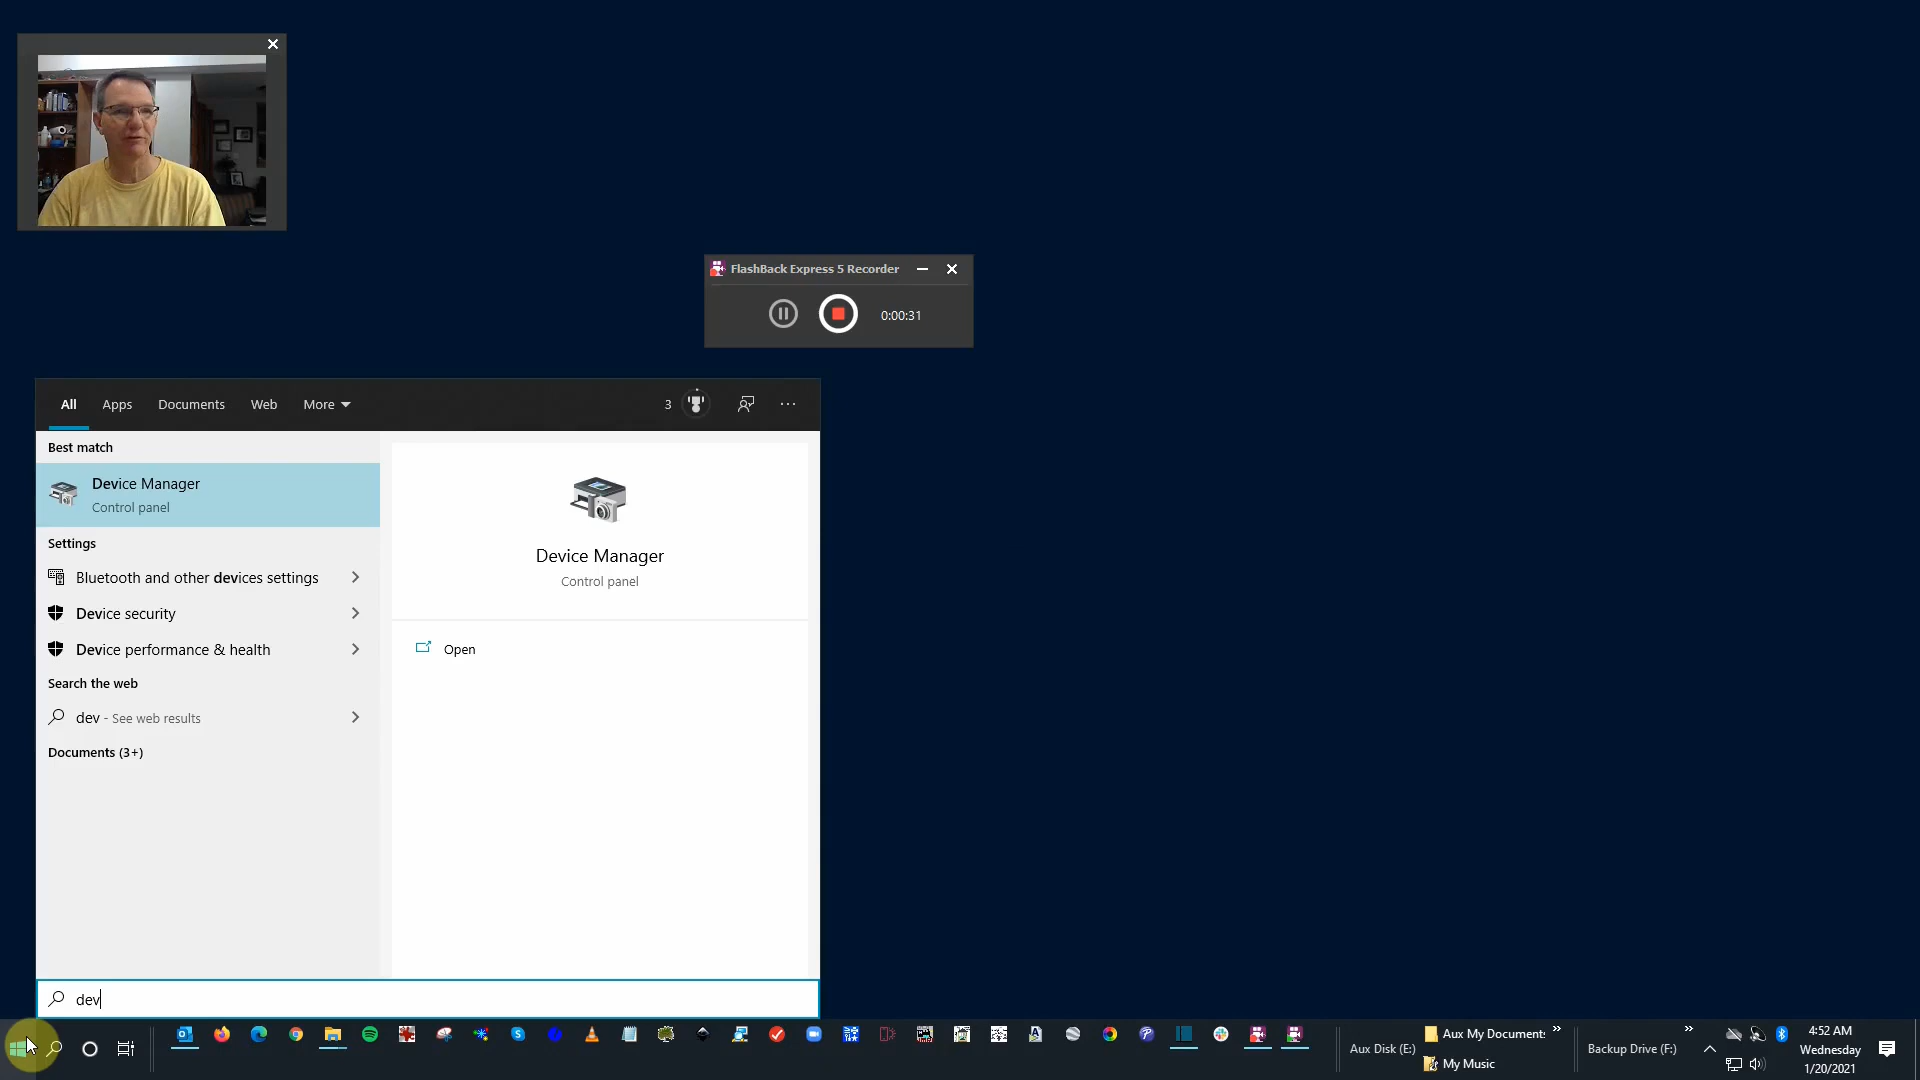 FlashBack Express 5 Recorder
0:00:31
All Apps Documents Web More 3
Best match
Device Manager
Control panel
Settings
Bluetooth and other devices settings
Device security
Device performance & health
Search the web
dev - See web results
Documents (3+)
Device Manager
Control panel
Open
dev
Aux Disk (E:)
Aux My Document:
My Music
Backup Drive (F:)
4:52 AM
Wednesday
1/20/2021